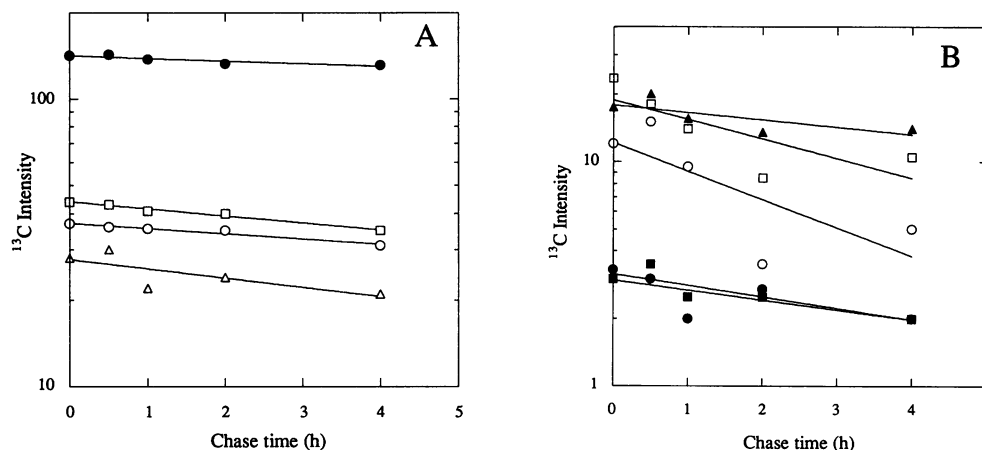 A
100
10
¹³C Intensity
0 1 2 3 4 5
Chase time (h)
B
10
1
¹³C Intensity
0 1 2 3 4
Chase time (h)